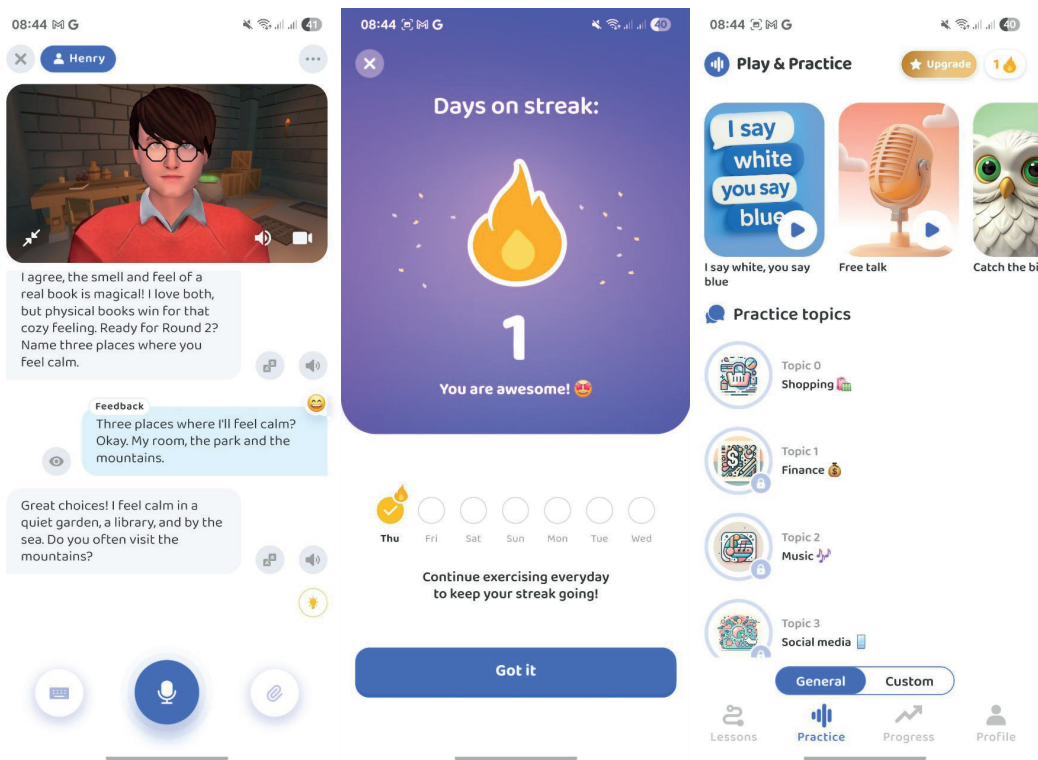 08:44 M G
41
Henry
I agree, the smell and feel of a
real book is magical! I love both,
but physical books win for that
cozy feeling. Ready for Round 2?
Name three places where you
feel calm.
Feedback
Three places where I'll feel calm?
Okay. My room, the park and the
mountains.
Great choices! I feel calm in a
quiet garden, a library, and by the
sea. Do you often visit the
mountains?
08:44 M G
40
Days on streak:
1
You are awesome! 🤩
Thu Fri Sat Sun Mon Tue Wed
Continue exercising everyday
to keep your streak going!
Got it
08:44 M G
40
Play & Practice
Upgrade
1
I say
white
you say
blue
I say white, you say
blue
Free talk
Catch the bi
Practice topics
Topic 0
Shopping 🛍️
Topic 1
Finance 💰
Topic 2
Music 🎶
Topic 3
Social media 📱
General Custom
Lessons Practice Progress Profile